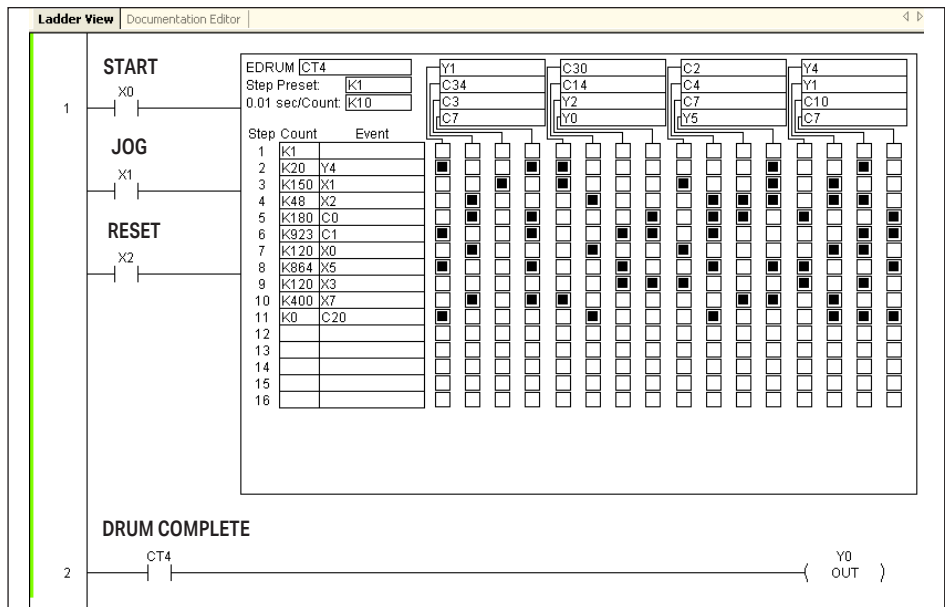 Ladder View Documentation Editor
START
X0
1
JOG
X1
RESET
X2
EDRUM CT4
Step Preset: K1
0.01 sec/Count: K10
Y1 C30 C2 Y4
C34 C14 C4 Y1
C3 Y2 C7 C10
C7 Y0 Y5 C7
Step Count Event
1 K1
2 K20 Y4
3 K150 X1
4 K48 X2
5 K180 C0
6 K923 C1
7 K120 X0
8 K864 X5
9 K120 X3
10 K400 X7
11 K0 C20
12
13
14
15
16
DRUM COMPLETE
CT4
2
Y0
OUT